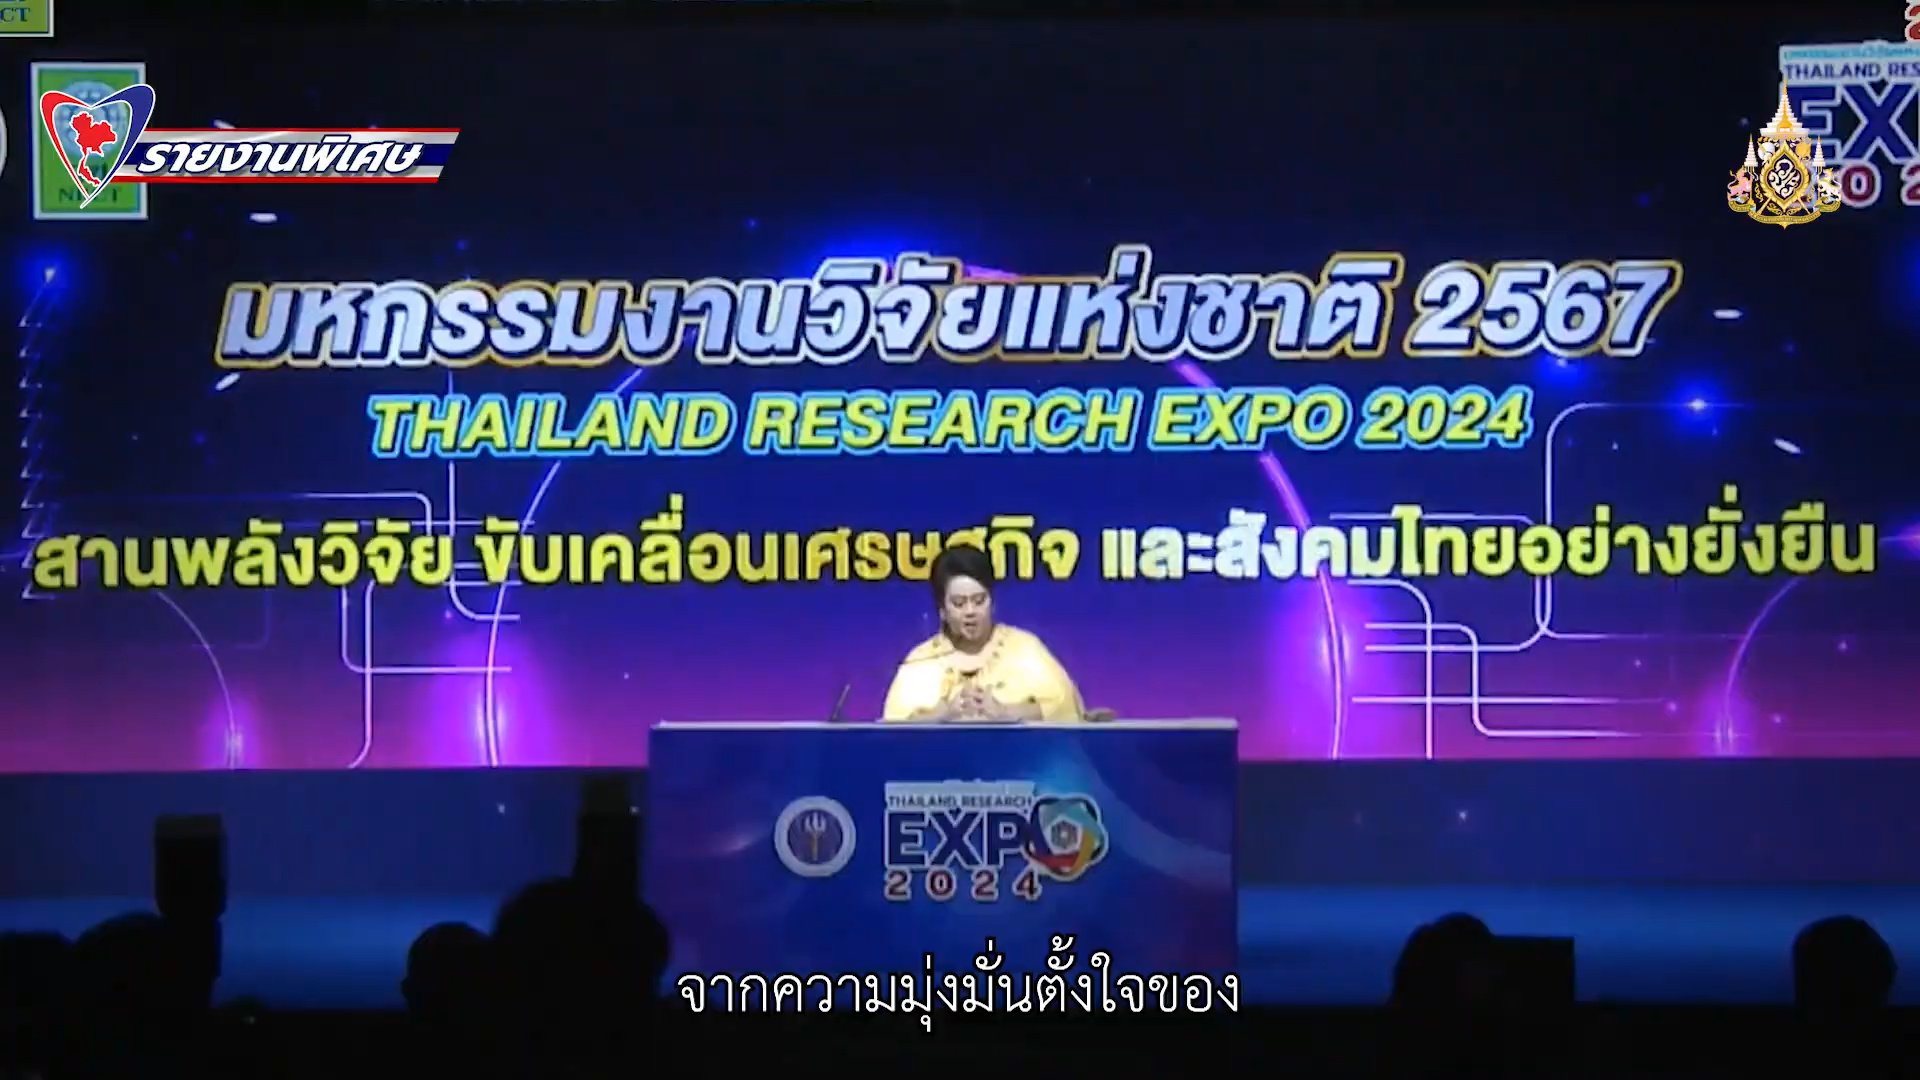 CT
NRCT
รายงานพิเศษ
THAILAND RES
EX
มหกรรมงานวิจัยแห่งชาติ 2567
THAILAND RESEARCH EXPO 2024
สานพลังวิจัย ขับเคลื่อนเศรษฐกิจ และสังคมไทยอย่างยั่งยืน
THAILAND RESEARCH
EXPO
2024
จากความมุ่งมั่นตั้งใจของ